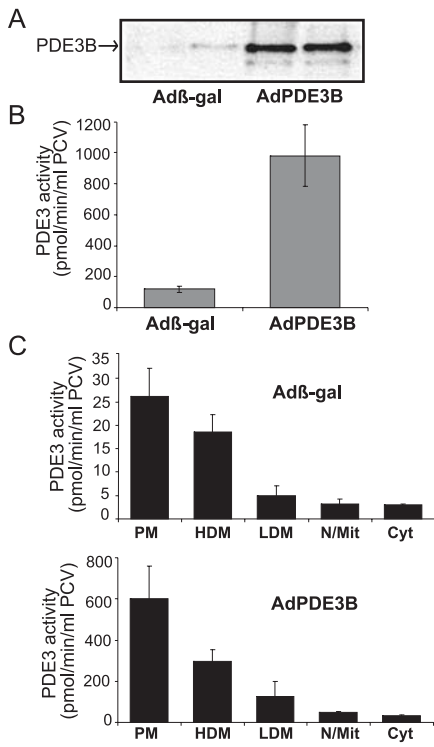 A
PDE3B→
Adß-gal AdPDE3B
B
PDE3 activity
(pmol/min/ml PCV)
1200
1000
800
600
400
200
0
Adß-gal AdPDE3B
C
PDE3 activity
(pmol/min/ml PCV)
35
30
25
20
15
10
5
0
Adß-gal
PM HDM LDM N/Mit Cyt
PDE3 activity
(pmol/min/ml PCV)
800
600
400
200
0
AdPDE3B
PM HDM LDM N/Mit Cyt